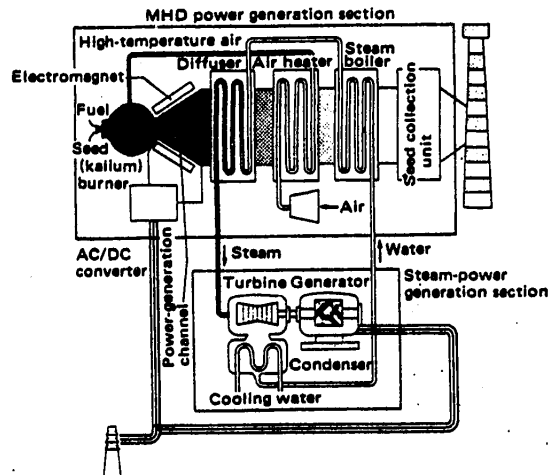 MHD power generation section
High-temperature air
Steam
boiler
Diffuser
Air heater
Electromagnet
Fuel
Seed
(kalium)
burner
Seed collection
unit
Air
AC/DC
converter
Power-generation
channel
Steam
Water
Turbine Generator
Steam-power
generation section
Condenser
Cooling water